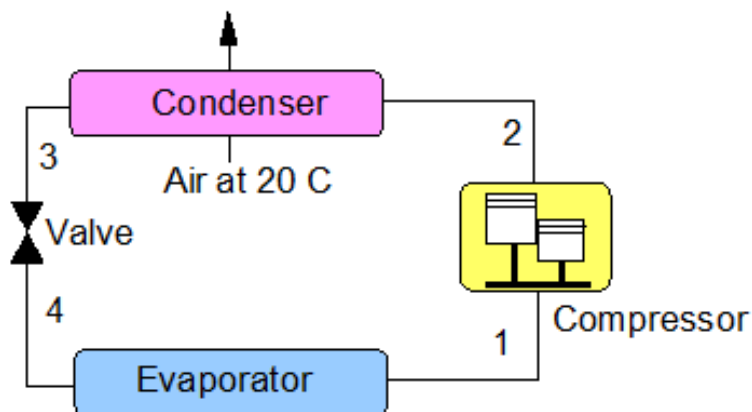 Condenser
3
2
Air at 20 C
Valve
4
1
Compressor
Evaporator